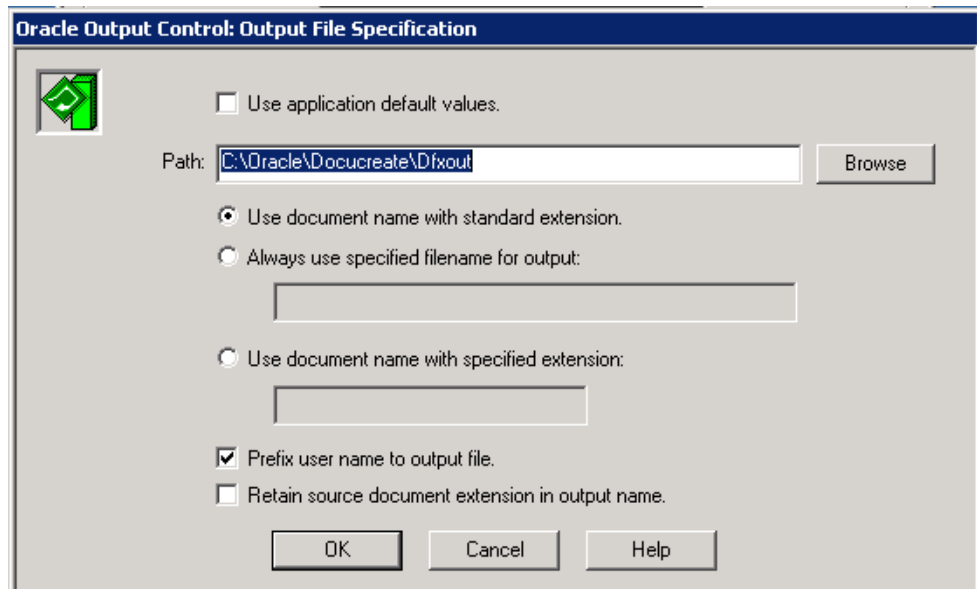 Oracle Output Control: Output File Specification
Use application default values.
Path: C:\Oracle\Docucreate\Dfxout Browse
Use document name with standard extension.
Always use specified filename for output:
Use document name with specified extension:
Prefix user name to output file.
Retain source document extension in output name.
OK Cancel Help